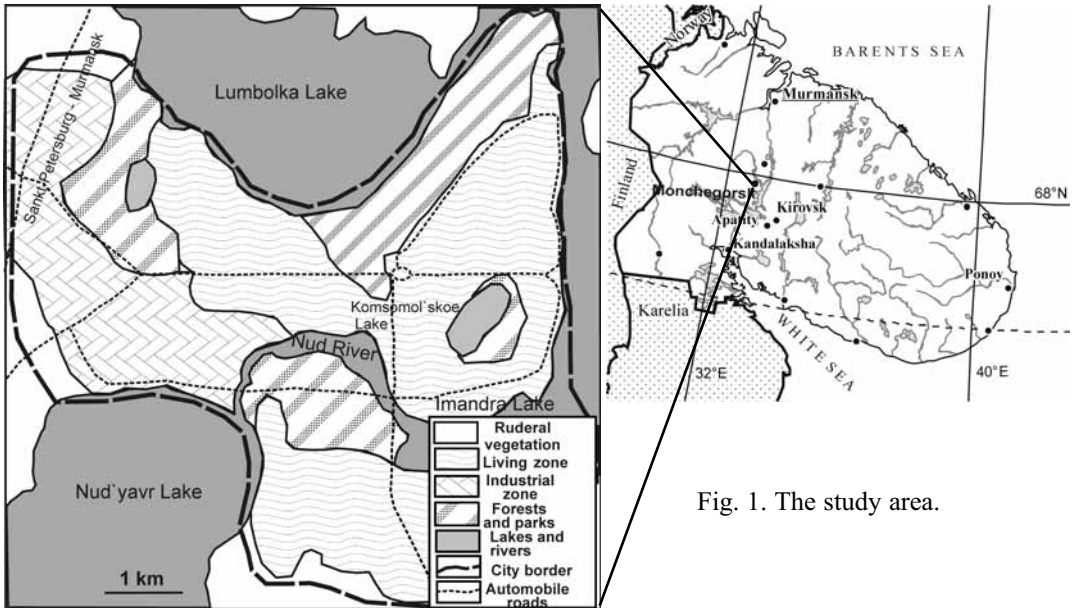 Sankt-Petersburg - Murmansk
Lumbolka Lake
Komsomol`skoe
Lake
Nud River
Imandra Lake
Nud`yavr Lake
1 km
Ruderal
vegetation
Living zone
Industrial
zone
Forests
and parks
Lakes and
rivers
City border
Automobile
roads
Norway
BARENTS SEA
Murmansk
Finland
Monchegorsk
68°N
Kirovsk
Apatity
Kandalaksha
Ponoy
Karelia
WHITE SEA
32°E
40°E
Fig. 1. The study area.